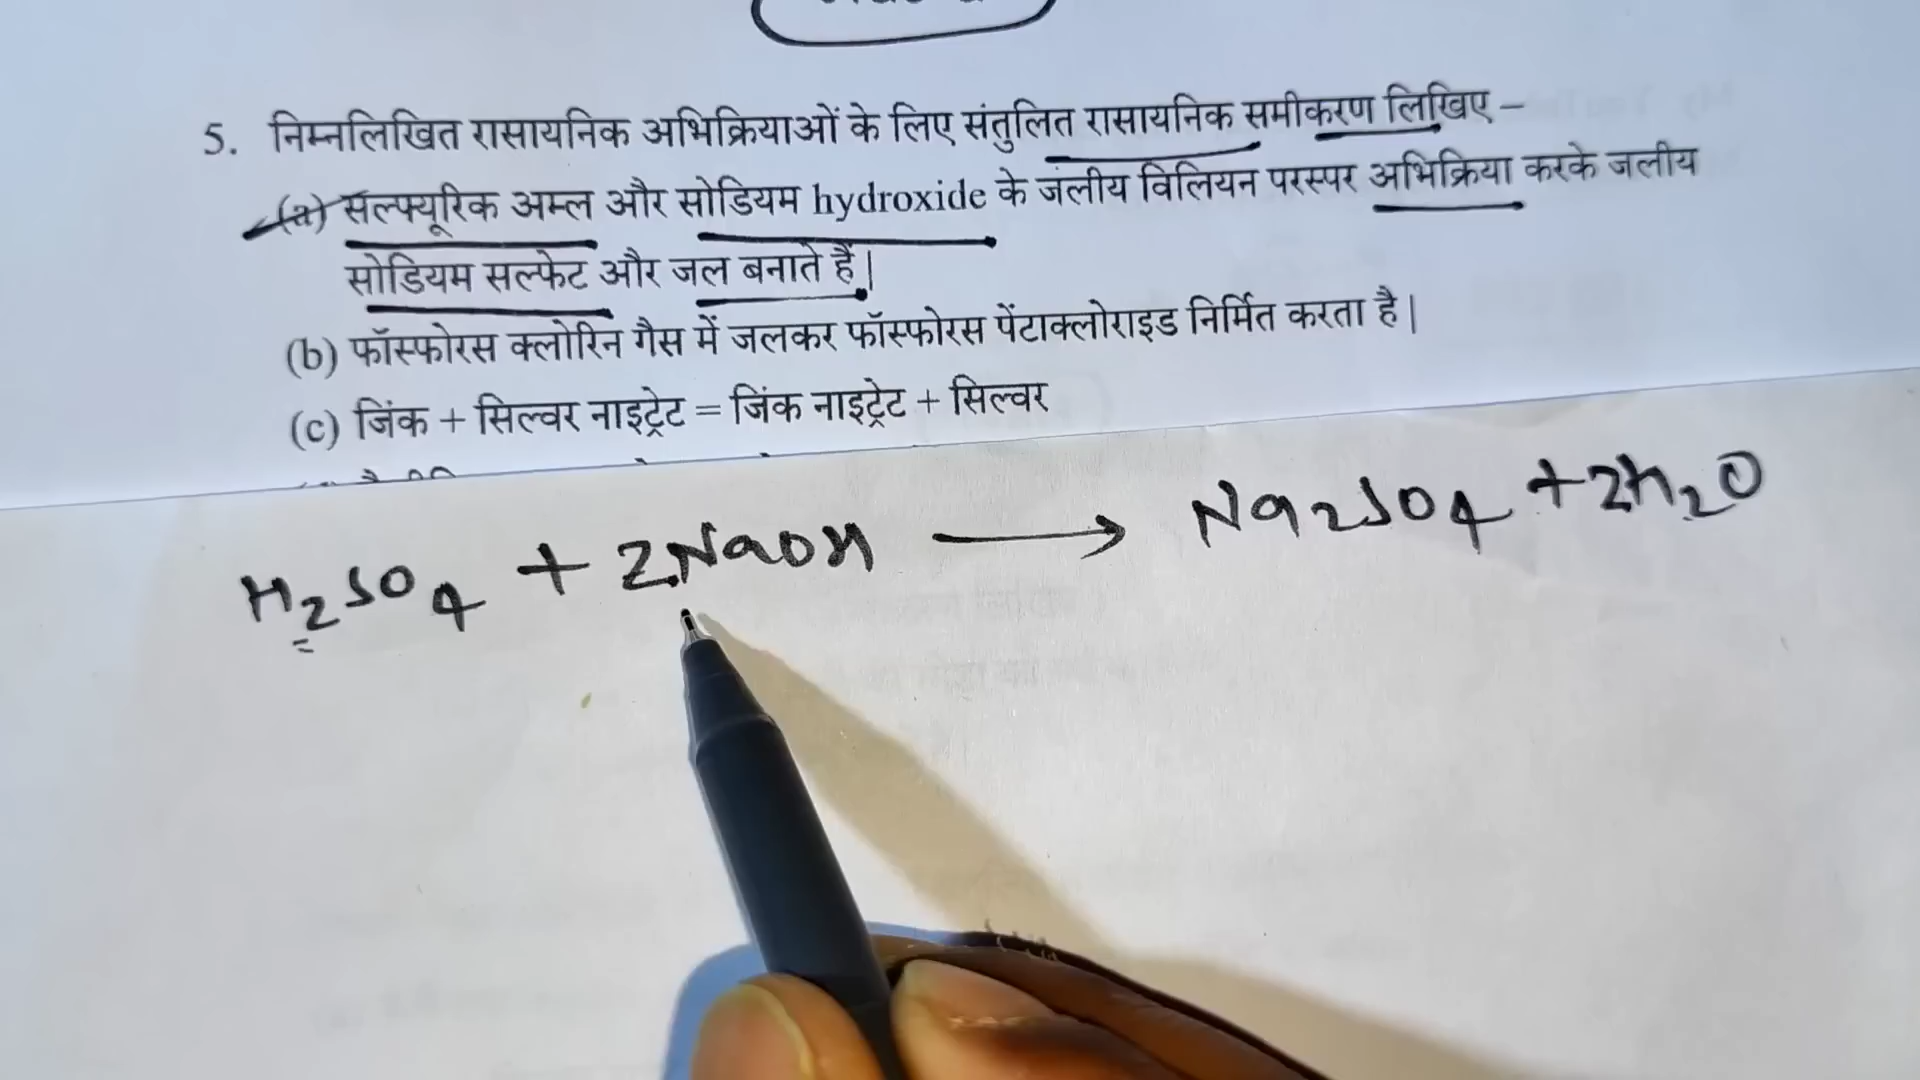 5. निम्नलिखित रासायनिक अभिक्रियाओं के लिए संतुलित रासायनिक समीकरण लिखिए –
(a) सल्फ्यूरिक अम्ल और सोडियम hydroxide के जलीय विलियन परस्पर अभिक्रिया करके जलीय
सोडियम सल्फेट और जल बनाते हैं|
(b) फॉस्फोरस क्लोरिन गैस में जलकर फॉस्फोरस पेंटाक्लोराइड निर्मित करता है|
(c) जिंक + सिल्वर नाइट्रेट = जिंक नाइट्रेट + सिल्वर
H₂SO₄ + 2NaOH ⟶ Na₂SO₄ + 2H₂O